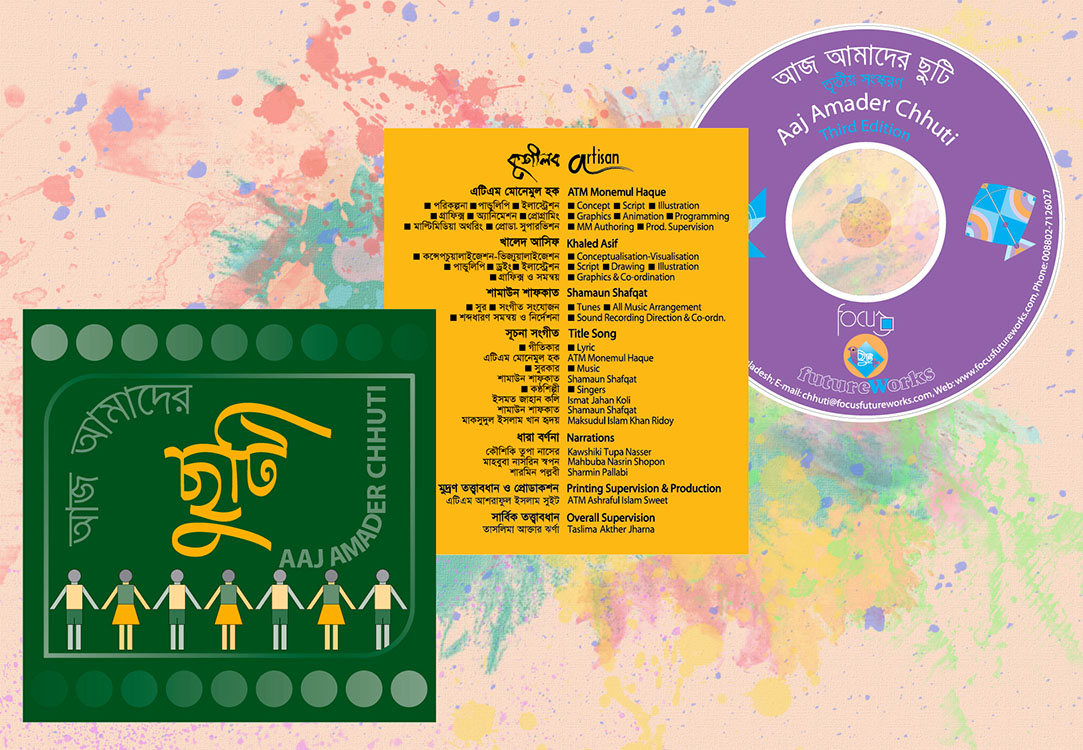 আজ আমাদের ছুটি
তৃতীয় সংস্করণ
Aaj Amader Chhuti
Third Edition
focus
ছুটি
futureWorks
ladesh; E-mail: chhuti@focusfutureworks.com, Web: www.focusfutureworks.com, Phone: 008802-7126027
কুশীলব artisan
এটিএম মোনেমুল হক ATM Monemul Haque
■ পরিকল্পনা ■ পান্ডুলিপি ■ ইলাস্ট্রেশন ■ Concept ■ Script ■ Illustration
■ গ্রাফিক্স ■ অ্যানিমেশন ■ প্রোগ্রামিং ■ Graphics ■ Animation ■ Programming
■ মাল্টিমিডিয়া অথরিং ■ প্রোডা. সুপারভিশন ■ MM Authoring ■ Prod. Supervision
খালেদ আসিফ Khaled Asif
■ কন্সেপচুয়ালাইজেশন-ভিজ্যুয়ালাইজেশন ■ Conceptualisation-Visualisation
■ পান্ডুলিপি ■ ড্রইং ■ ইলাস্ট্রেশন ■ Script ■ Drawing ■ Illustration
■ গ্রাফিক্স ও সমন্বয় ■ Graphics & Co-ordination
শামাউন শাফকাত Shamaun Shafqat
■ সুর ■ সংগীত সংযোজন ■ Tunes ■ All Music Arrangement
■ শব্দধারণ সমন্বয় ও নির্দেশনা ■ Sound Recording Direction & Co-ordn.
সূচনা সংগীত Title Song
■ গীতিকার ■ Lyric
এটিএম মোনেমুল হক ATM Monemul Haque
■ সুরকার ■ Music
শামাউন শাফকাত Shamaun Shafqat
■ কণ্ঠশিল্পী ■ Singers
ইসমত জাহান কলি Ismat Jahan Koli
শামাউন শাফকাত Shamaun Shafqat
মাকসুদুল ইসলাম খান হৃদয় Maksudul Islam Khan Ridoy
ধারা বর্ণনা Narrations
কৌশিকি তুপা নাসের Kawshiki Tupa Nasser
মাহবুবা নাসরিন স্বপন Mahbuba Nasrin Shopon
শারমিন পল্লবী Sharmin Pallabi
মুদ্রণ তত্ত্বাবধান ও প্রোডাকশন Printing Supervision & Production
এটিএম আশরাফুল ইসলাম সুইট ATM Ashraful Islam Sweet
সার্বিক তত্ত্বাবধান Overall Supervision
তাসলিমা আক্তার ঝর্ণা Taslima Akther Jharna
আজ আমাদের
ছুটি
AAJ AMADER CHHUTI